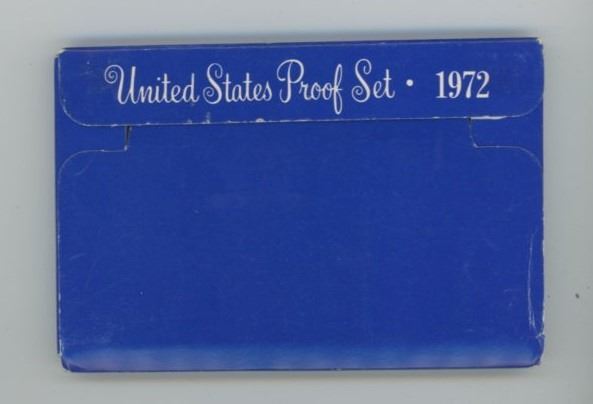 United States Proof Set · 1972